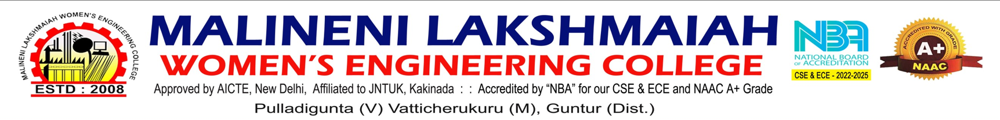 MALINENI LAKSHMAIAH WOMEN'S ENGINEERING COLLEGE
ESTD : 2008
MALINENI LAKSHMAIAH
WOMEN'S ENGINEERING COLLEGE
Approved by AICTE, New Delhi, Affiliated to JNTUK, Kakinada : : Accredited by “NBA” for our CSE & ECE and NAAC A+ Grade
Pulladigunta (V) Vatticherukuru (M), Guntur (Dist.)
NBA
NATIONAL BOARD
OF ACCREDITATION
CSE & ECE - 2022-2025
ACCREDITED WITH GRADE
A+
NAAC